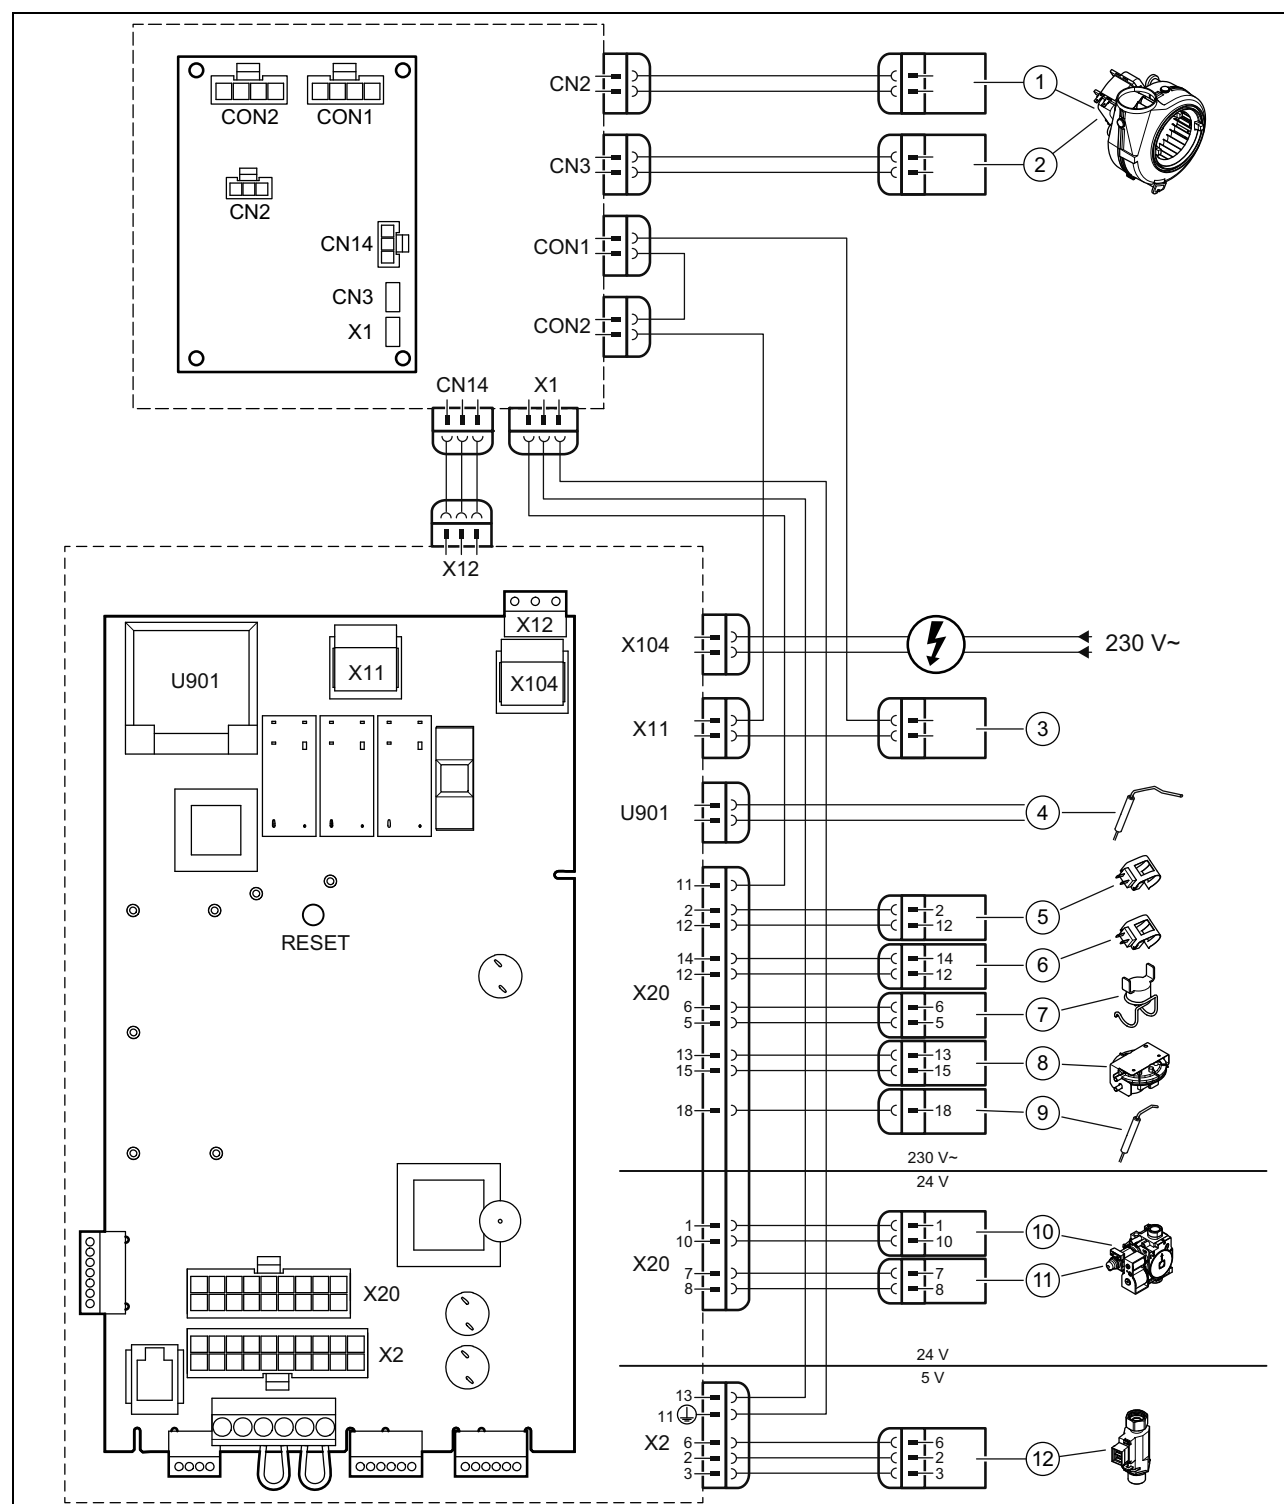 CON2 CON1
CN2
CN14
CN3
X1
CN2
1
CN3
2
CON1
CON2
CN14 X1
X12
X12
U901
X11
X104
RESET
X20
X2
X104
230 V~
X11
3
U901
4
X20
11
2 2
12 12
5
14 14
12 12
6
6 6
5 5
7
13 13
15 15
8
18 18
9
230 V~
24 V
X20
1 1
10 10
10
7 7
8 8
11
24 V
5 V
X2
13
11
6 6
2 2
3 3
12